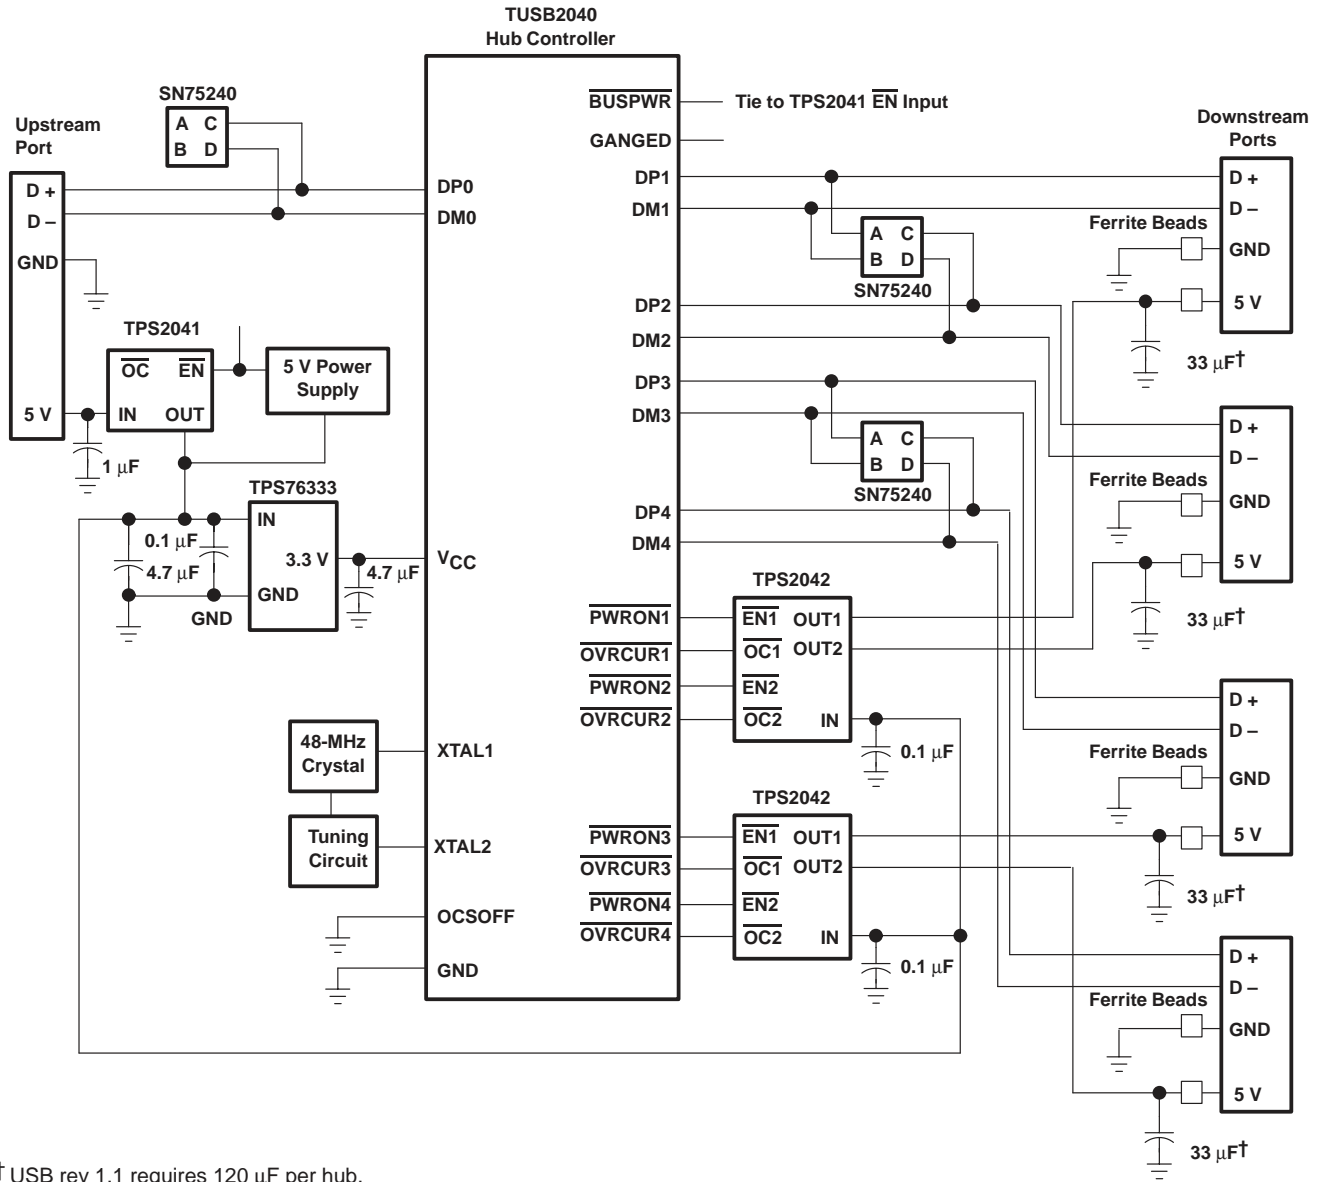 TUSB2040
Hub Controller
SN75240
A C
B D
Upstream
Port
D +
D –
GND
5 V
BUSPWR
Tie to TPS2041 EN Input
GANGED
DP0
DM0
DP1
DM1
Downstream
Ports
D +
D –
Ferrite Beads
GND
5 V
33 µF†
A C
B D
SN75240
DP2
DM2
TPS2041
OC EN
IN OUT
5 V Power
Supply
1 µF
DP3
DM3
A C
B D
SN75240
D +
D –
Ferrite Beads
GND
5 V
33 µF†
TPS76333
IN
3.3 V
GND
0.1 µF
4.7 µF
GND
4.7 µF
VCC
DP4
DM4
TPS2042
PWRON1
EN1 OUT1
OVRCUR1
OC1 OUT2
PWRON2
EN2
OVRCUR2
OC2 IN
0.1 µF
D +
D –
Ferrite Beads
GND
5 V
33 µF†
48-MHz
Crystal
XTAL1
Tuning
Circuit
XTAL2
TPS2042
PWRON3
EN1 OUT1
OVRCUR3
OC1 OUT2
PWRON4
EN2
OVRCUR4
OC2 IN
0.1 µF
OCSOFF
GND
D +
D –
Ferrite Beads
GND
5 V
33 µF†
† USB rev 1.1 requires 120 µF per hub.